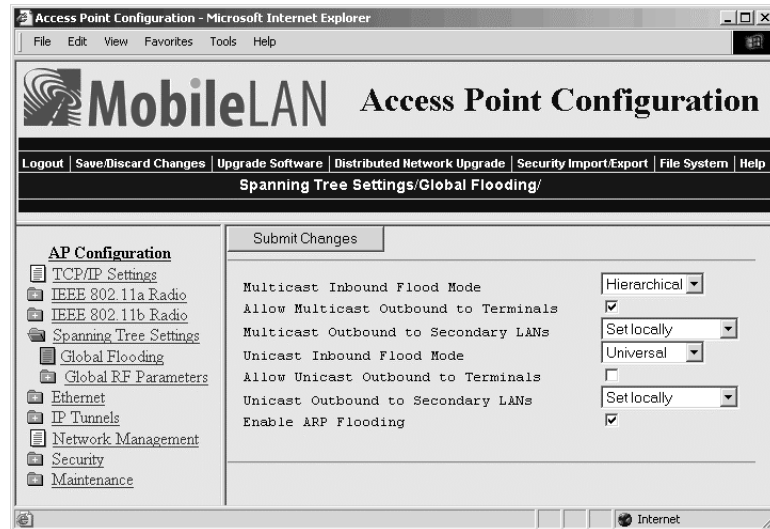 Access Point Configuration - Microsoft Internet Explorer
File Edit View Favorites Tools Help
MobileLAN Access Point Configuration
Logout | Save/Discard Changes | Upgrade Software | Distributed Network Upgrade | Security Import/Export | File System | Help
Spanning Tree Settings/Global Flooding/
Submit Changes
AP Configuration
TCP/IP Settings
IEEE 802.11a Radio
IEEE 802.11b Radio
Spanning Tree Settings
Global Flooding
Global RF Parameters
Ethernet
IP Tunnels
Network Management
Security
Maintenance
Multicast Inbound Flood Mode Hierarchical
Allow Multicast Outbound to Terminals
Multicast Outbound to Secondary LANs Set locally
Unicast Inbound Flood Mode Universal
Allow Unicast Outbound to Terminals
Unicast Outbound to Secondary LANs Set locally
Enable ARP Flooding
Internet